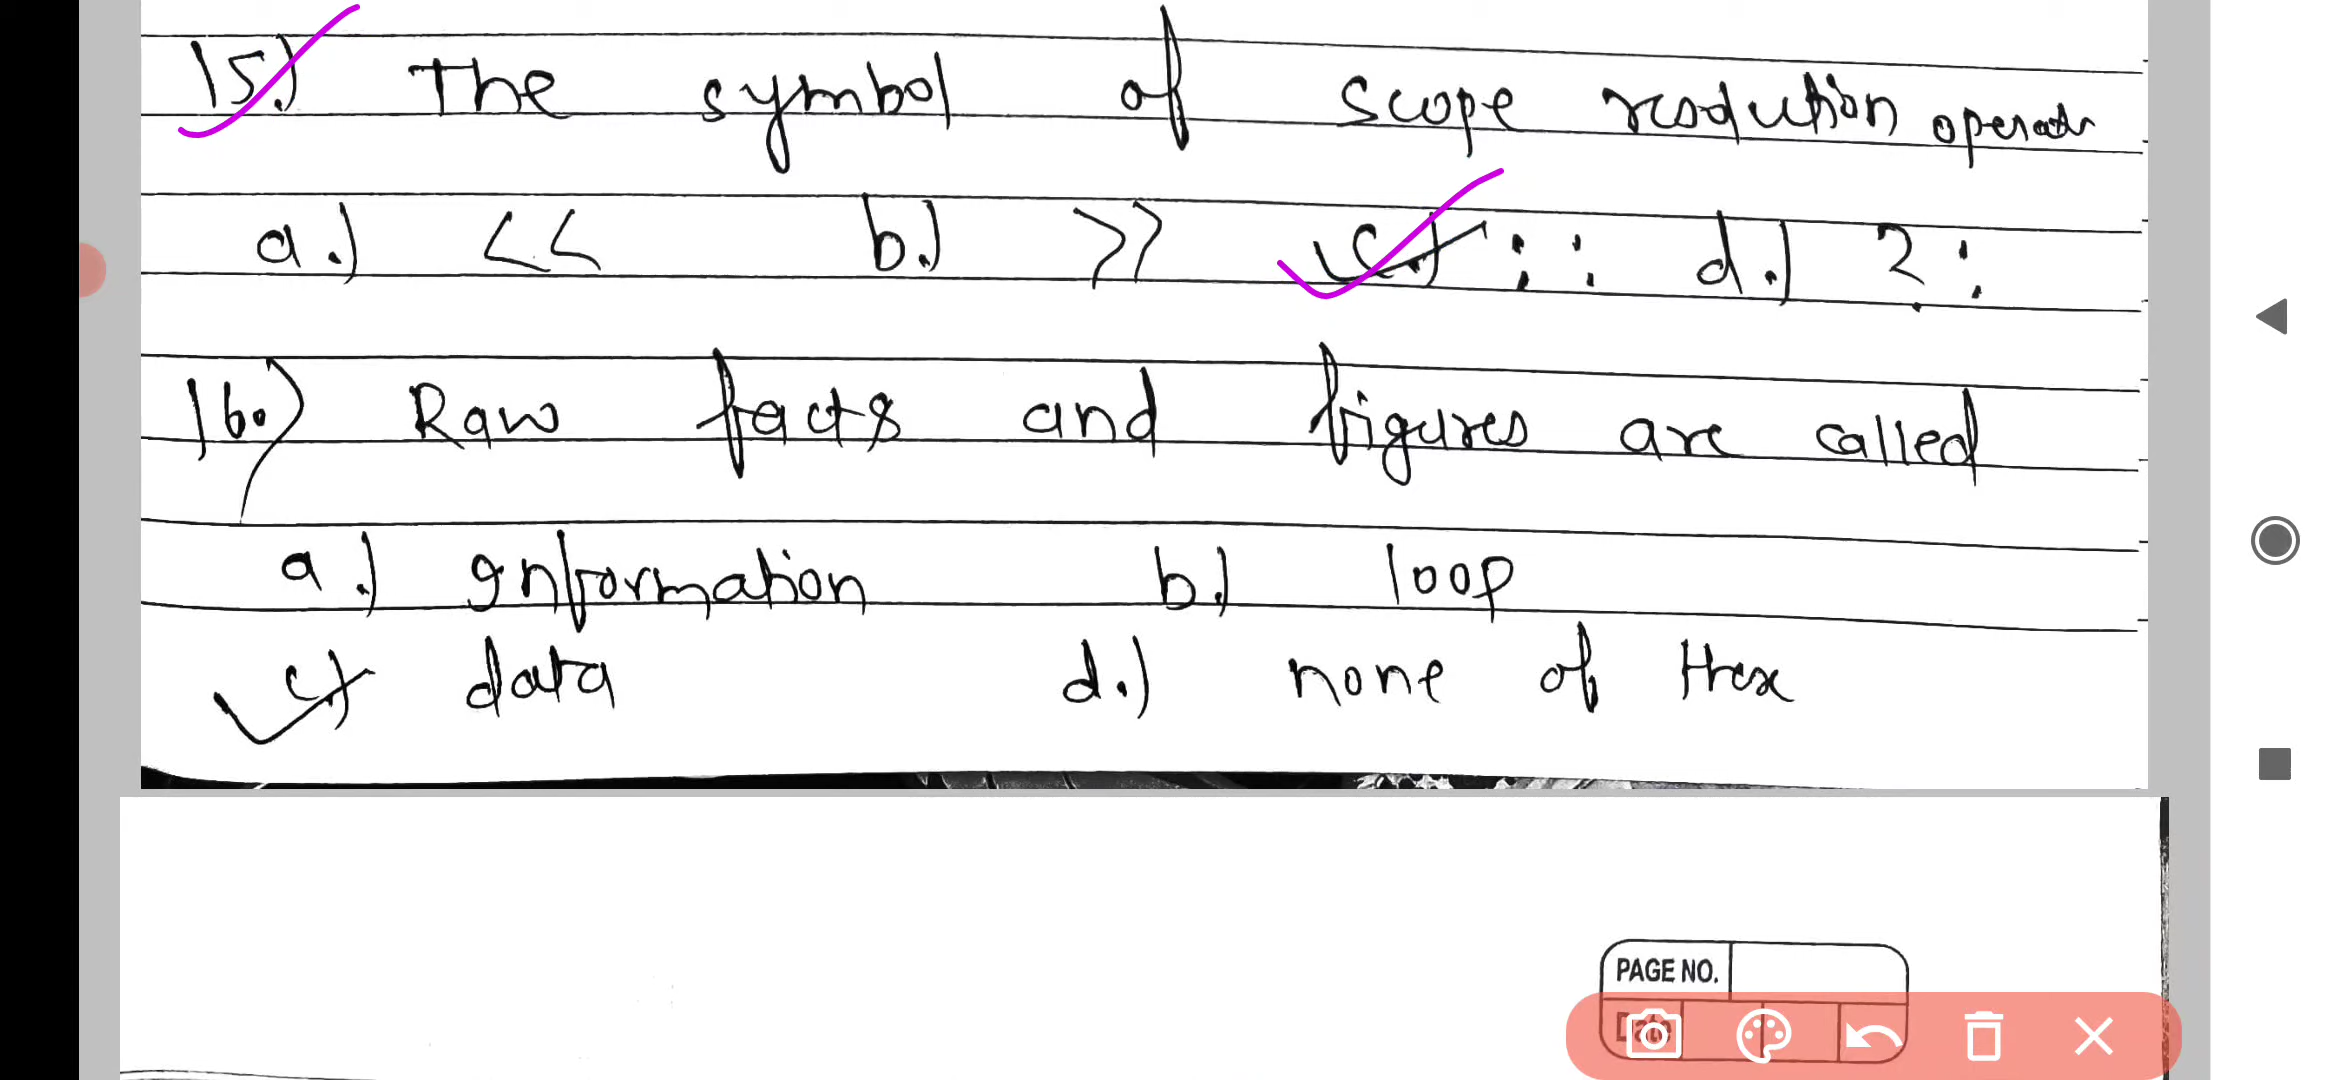 15.) The symbol of scope resolution operator
a.) << b.) >> c.) :: d.) ? :
16.) Raw facts and figures are called
a.) Information b.) loop
c.) data d.) none of these
PAGE NO.
Date